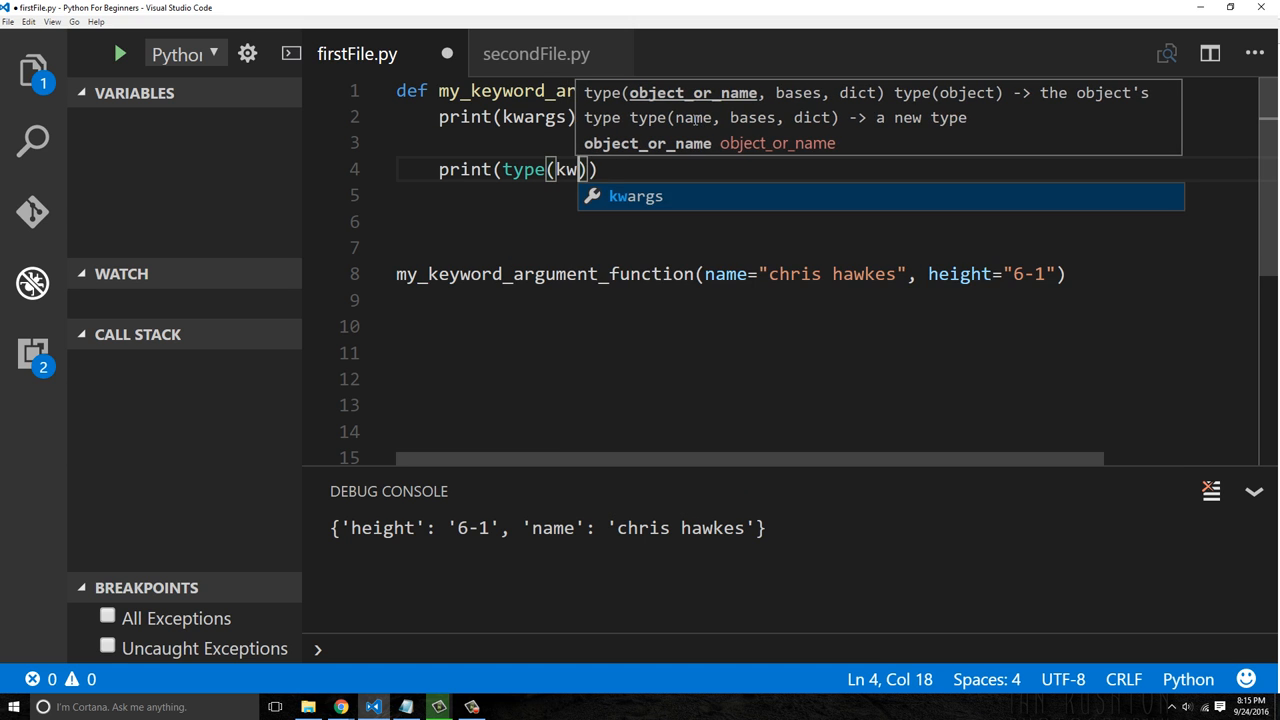 firstFile.py - Python For Beginners - Visual Studio Code
File Edit View Go Help
Python
firstFile.py
secondFile.py
1
VARIABLES
WATCH
CALL STACK
2
BREAKPOINTS
All Exceptions
Uncaught Exceptions
1 def my_keyword_ar
2 print(kwargs)
3
4 print(type(kw))
5
6
7
8 my_keyword_argument_function(name="chris hawkes", height="6-1")
9
10
11
12
13
14
15
type(object_or_name, bases, dict) type(object) -> the object's
type type(name, bases, dict) -> a new type
object_or_name object_or_name
kwargs
DEBUG CONSOLE
{'height': '6-1', 'name': 'chris hawkes'}
0 0
Ln 4, Col 18 Spaces: 4 UTF-8 CRLF Python
I'm Cortana. Ask me anything.
8:15 PM
9/24/2016